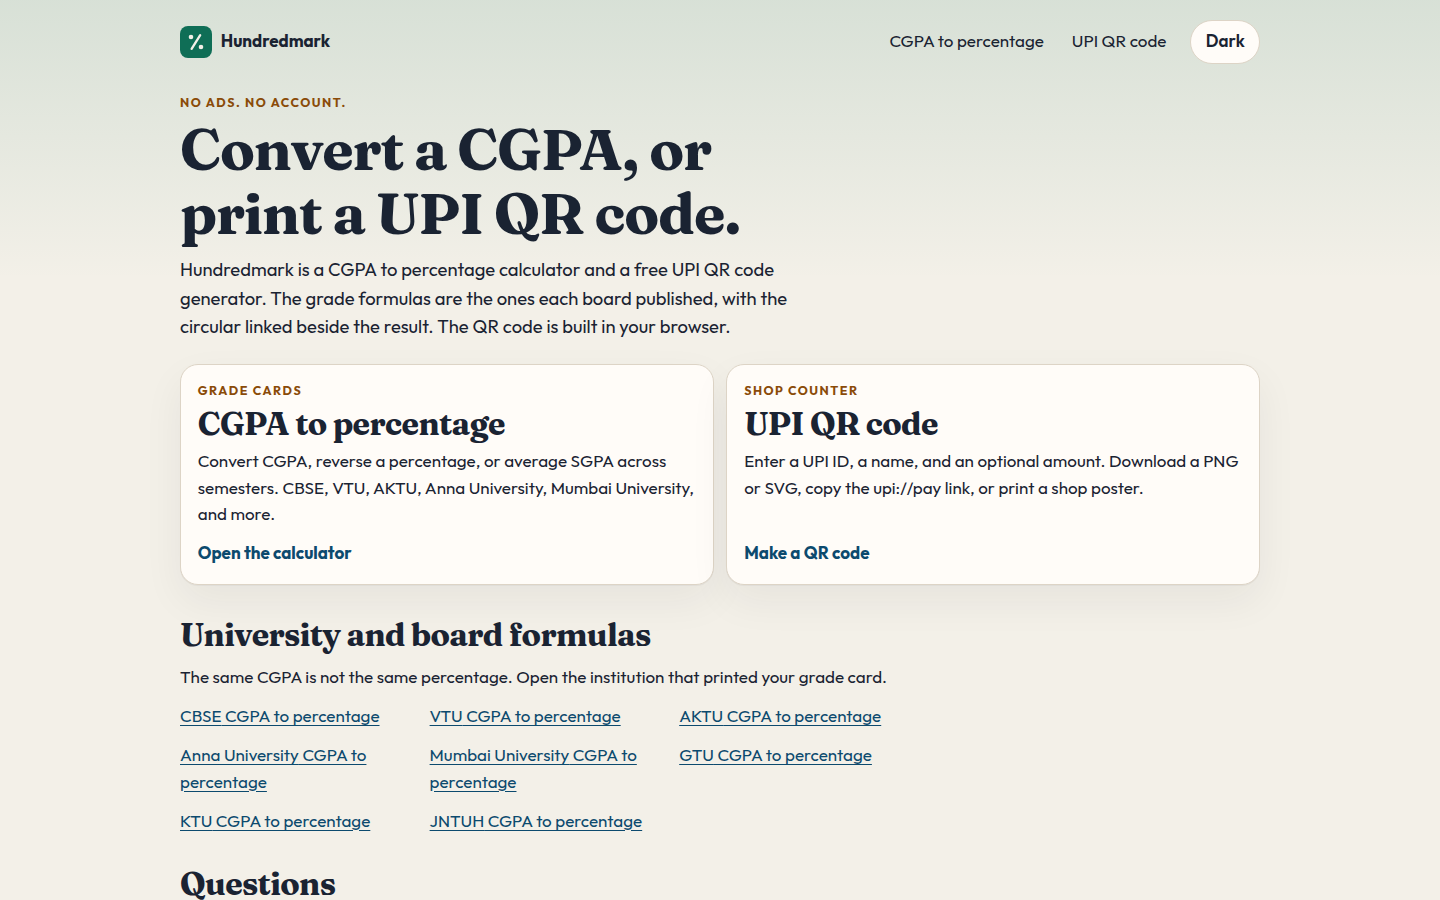 Hundredmark
CGPA to percentage
UPI QR code
Dark
NO ADS. NO ACCOUNT.
Convert a CGPA, or
print a UPI QR code.
Hundredmark is a CGPA to percentage calculator and a free UPI QR code
generator. The grade formulas are the ones each board published, with the
circular linked beside the result. The QR code is built in your browser.
GRADE CARDS
CGPA to percentage
Convert CGPA, reverse a percentage, or average SGPA across
semesters. CBSE, VTU, AKTU, Anna University, Mumbai University,
and more.
Open the calculator
SHOP COUNTER
UPI QR code
Enter a UPI ID, a name, and an optional amount. Download a PNG
or SVG, copy the upi://pay link, or print a shop poster.
Make a QR code
University and board formulas
The same CGPA is not the same percentage. Open the institution that printed your grade card.
CBSE CGPA to percentage
VTU CGPA to percentage
AKTU CGPA to percentage
Anna University CGPA to
percentage
Mumbai University CGPA to
percentage
GTU CGPA to percentage
KTU CGPA to percentage
JNTUH CGPA to percentage
Questions